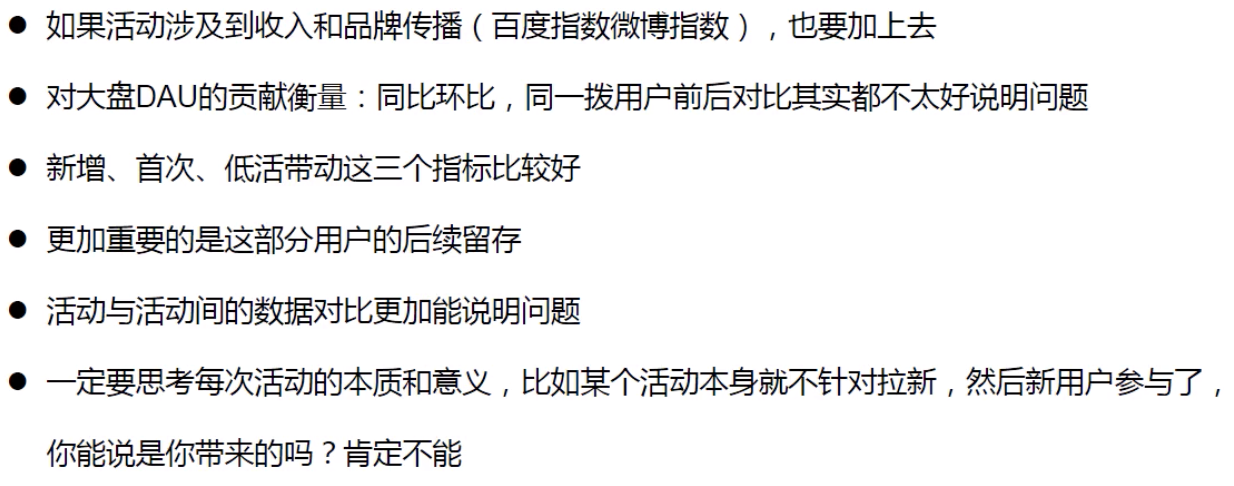 ● 如果活动涉及到收入和品牌传播（百度指数微博指数），也要加上去
● 对大盘DAU的贡献衡量：同比环比，同一拨用户前后对比其实都不太好说明问题
● 新增、首次、低活带动这三个指标比较好
● 更加重要的是这部分用户的后续留存
● 活动与活动间的数据对比更加能说明问题
● 一定要思考每次活动的本质和意义，比如某个活动本身就不针对拉新，然后新用户参与了，
你能说是你带来的吗？肯定不能